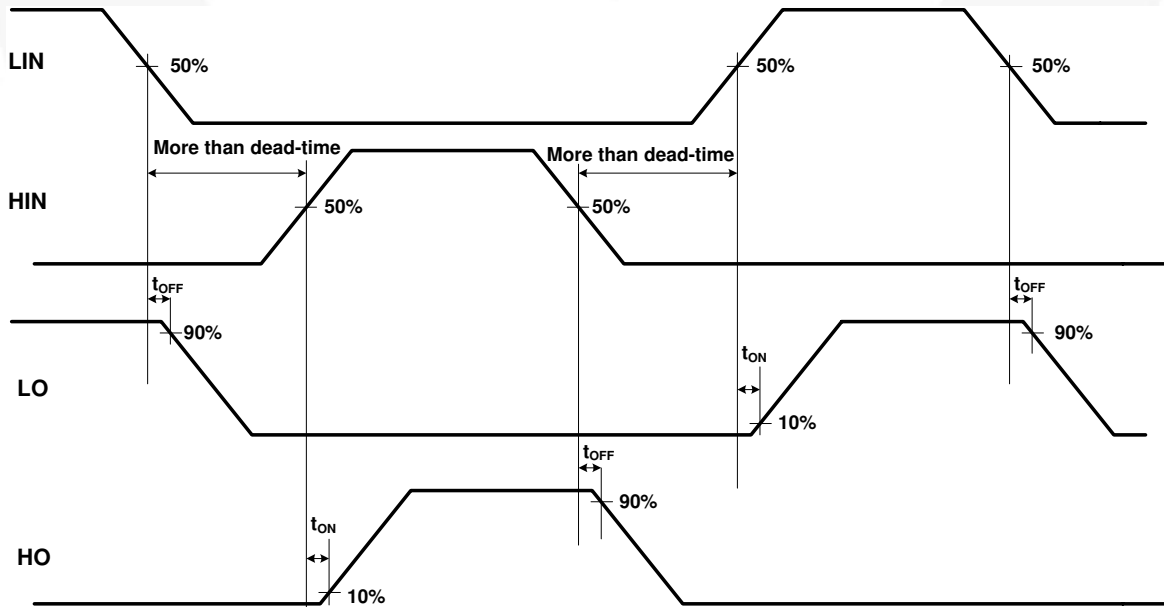 LIN
50%
50%
50%
More than dead-time
More than dead-time
HIN
50%
50%
tOFF
tOFF
90%
90%
tON
LO
10%
tOFF
90%
tON
HO
10%